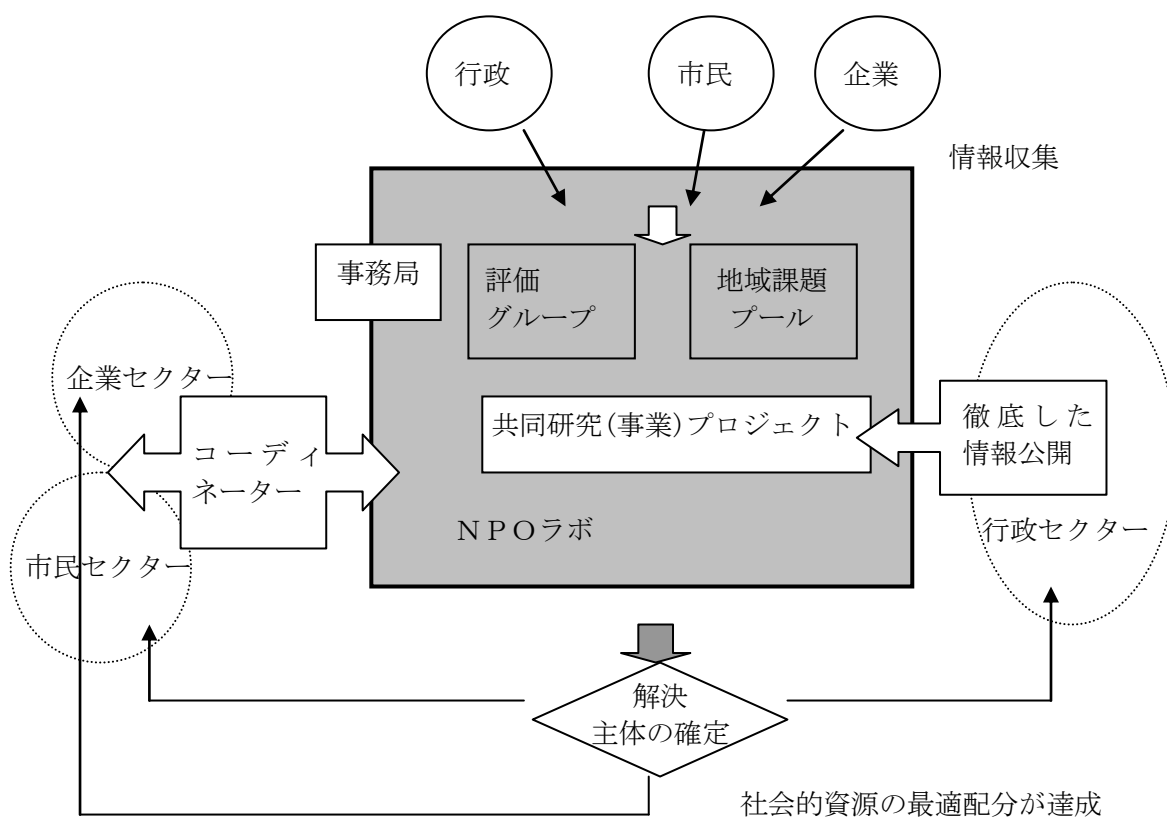 行政
市民
企業
情報収集
事務局
評価
グループ
地域課題
プール
企業セクター
コーディ
ネーター
共同研究(事業)プロジェクト
徹底した
情報公開
ＮＰＯラボ
行政セクター
市民セクター
解決
主体の確定
社会的資源の最適配分が達成